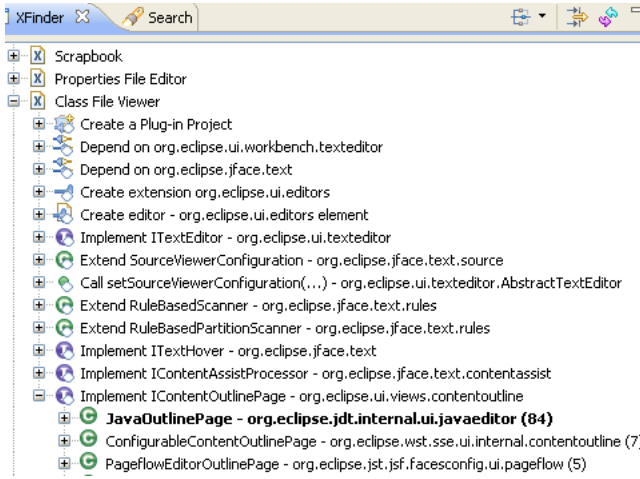 XFinder Search
Scrapbook
Properties File Editor
Class File Viewer
Create a Plug-in Project
Depend on org.eclipse.ui.workbench.texteditor
Depend on org.eclipse.jface.text
Create extension org.eclipse.ui.editors
Create editor - org.eclipse.ui.editors element
Implement ITextEditor - org.eclipse.ui.texteditor
Extend SourceViewerConfiguration - org.eclipse.jface.text.source
Call setSourceViewerConfiguration(...) - org.eclipse.ui.texteditor.AbstractTextEditor
Extend RuleBasedScanner - org.eclipse.jface.text.rules
Extend RuleBasedPartitionScanner - org.eclipse.jface.text.rules
Implement ITextHover - org.eclipse.jface.text
Implement IContentAssistProcessor - org.eclipse.jface.text.contentassist
Implement IContentOutlinePage - org.eclipse.ui.views.contentoutline
JavaOutlinePage - org.eclipse.jdt.internal.ui.javaeditor (84)
ConfigurableContentOutlinePage - org.eclipse.wst.sse.ui.internal.contentoutline (7)
PageflowEditorOutlinePage - org.eclipse.jst.jsf.facesconfig.ui.pageflow (5)